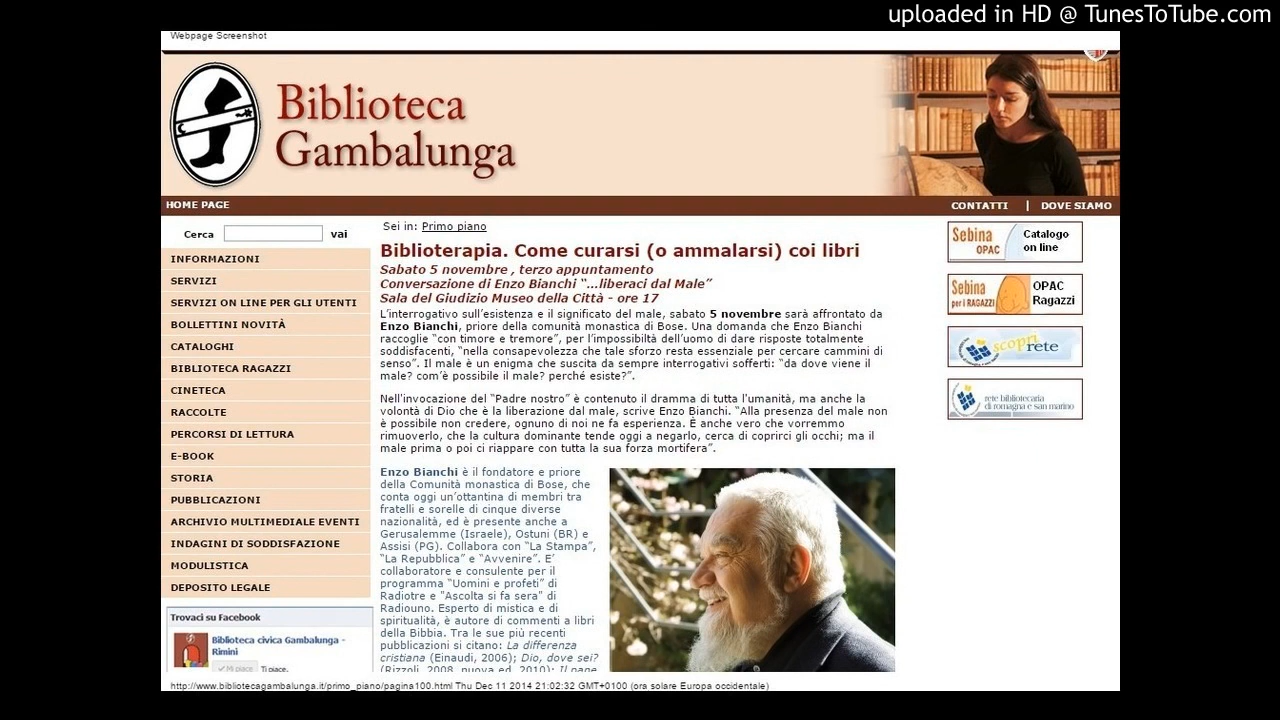 uploaded in HD @ TunesToTube.com
Webpage Screenshot
Biblioteca
Gambalunga
HOME PAGE
CONTATTI | DOVE SIAMO
Cerca vai
INFORMAZIONI
SERVIZI
SERVIZI ON LINE PER GLI UTENTI
BOLLETTINI NOVITÀ
CATALOGHI
BIBLIOTECA RAGAZZI
CINETECA
RACCOLTE
PERCORSI DI LETTURA
E-BOOK
STORIA
PUBBLICAZIONI
ARCHIVIO MULTIMEDIALE EVENTI
INDAGINI DI SODDISFAZIONE
MODULISTICA
DEPOSITO LEGALE
Trovaci su Facebook
Biblioteca civica Gambalunga -
Rimini
Mi piace Ti piace.
Sei in: Primo piano
Biblioterapia. Come curarsi (o ammalarsi) coi libri
Sabato 5 novembre , terzo appuntamento
Conversazione di Enzo Bianchi “...liberaci dal Male”
Sala del Giudizio Museo della Città - ore 17
L’interrogativo sull’esistenza e il significato del male, sabato 5 novembre sarà affrontato da
Enzo Bianchi, priore della comunità monastica di Bose. Una domanda che Enzo Bianchi
raccoglie “con timore e tremore”, per l’impossibiltà dell’uomo di dare risposte totalmente
soddisfacenti, “nella consapevolezza che tale sforzo resta essenziale per cercare cammini di
senso”. Il male è un enigma che suscita da sempre interrogativi sofferti: “da dove viene il
male? com’è possibile il male? perché esiste?”.
Nell'invocazione del “Padre nostro” è contenuto il dramma di tutta l'umanità, ma anche la
volontà di Dio che è la liberazione dal male, scrive Enzo Bianchi. “Alla presenza del male non
è possibile non credere, ognuno di noi ne fa esperienza. È anche vero che vorremmo
rimuoverlo, che la cultura dominante tende oggi a negarlo, cerca di coprirci gli occhi; ma il
male prima o poi ci riappare con tutta la sua forza mortifera”.
Enzo Bianchi è il fondatore e priore
della Comunità monastica di Bose, che
conta oggi un’ottantina di membri tra
fratelli e sorelle di cinque diverse
nazionalità, ed è presente anche a
Gerusalemme (Israele), Ostuni (BR) e
Assisi (PG). Collabora con “La Stampa”,
“La Repubblica” e “Avvenire”. E’
collaboratore e consulente per il
programma “Uomini e profeti” di
Radiotre e "Ascolta si fa sera" di
Radiouno. Esperto di mistica e di
spiritualità, è autore di commenti a libri
della Bibbia. Tra le sue più recenti
pubblicazioni si citano: La differenza
cristiana (Einaudi, 2006); Dio, dove sei?
(Rizzoli, 2008, nuova ed. 2010); Il pane
Sebina
OPAC
Catalogo
on line
Sebina
per i RAGAZZI
OPAC
Ragazzi
scopri
rete
rete bibliotecaria
di romagna e san marino
http://www.bibliotecagambalunga.it/primo_piano/pagina100.html Thu Dec 11 2014 21:02:32 GMT+0100 (ora solare Europa occidentale)